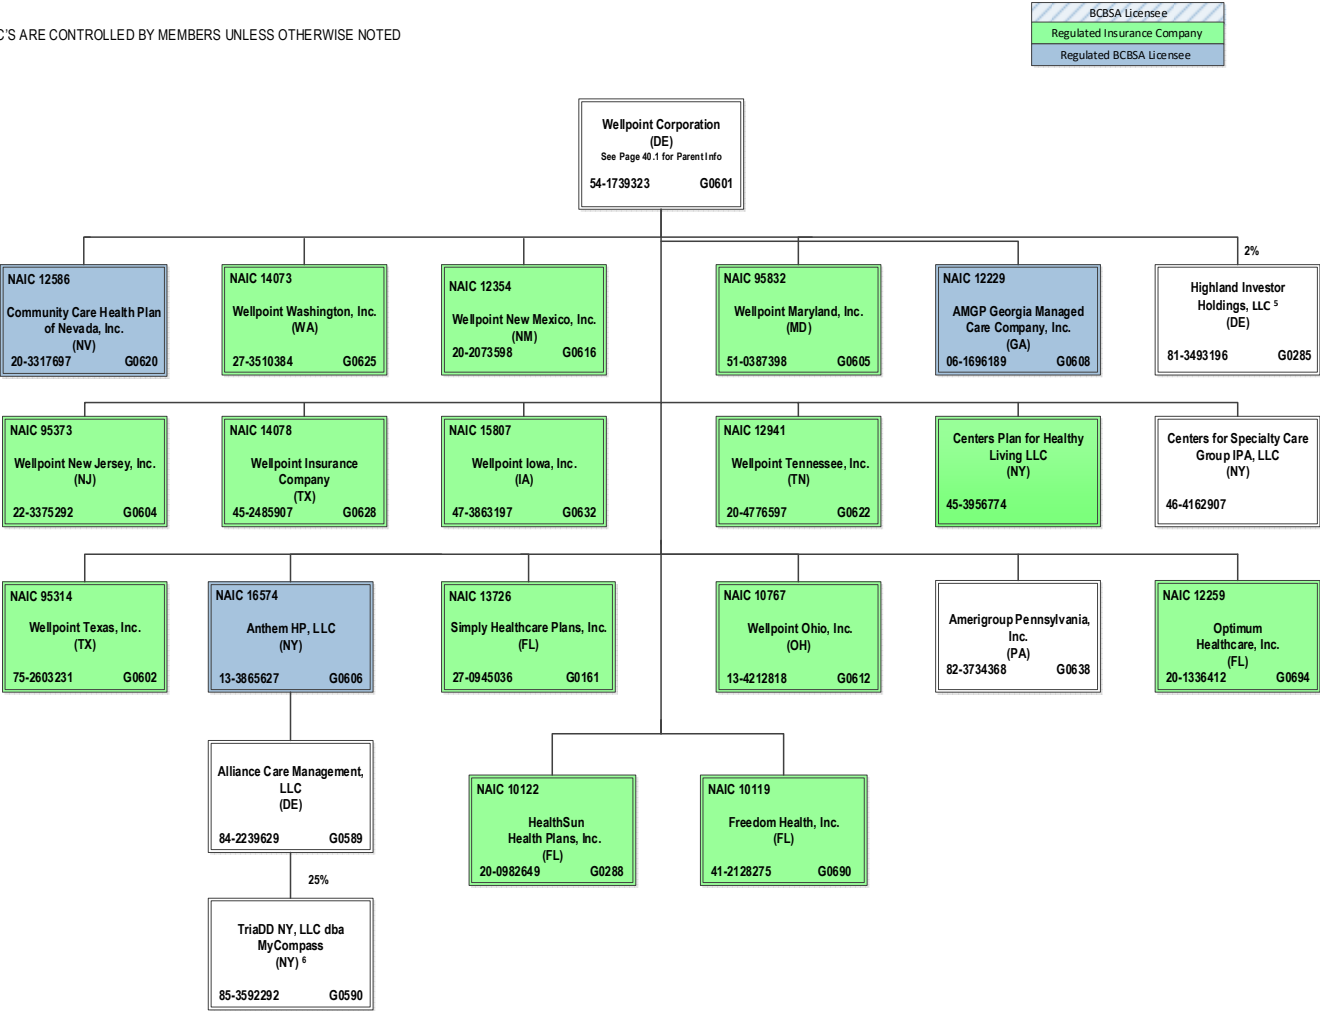 C'S ARE CONTROLLED BY MEMBERS UNLESS OTHERWISE NOTED
BCBSA Licensee
Regulated Insurance Company
Regulated BCBSA Licensee
Wellpoint Corporation
(DE)
See Page 40.1 for Parent Info
54-1739323 G0601
2%
NAIC 12586
Community Care Health Plan
of Nevada, Inc.
(NV)
20-3317697 G0620
NAIC 14073
Wellpoint Washington, Inc.
(WA)
27-3510384 G0625
NAIC 12354
Wellpoint New Mexico, Inc.
(NM)
20-2073598 G0616
NAIC 95832
Wellpoint Maryland, Inc.
(MD)
51-0387398 G0605
NAIC 12229
AMGP Georgia Managed
Care Company, Inc.
(GA)
06-1696189 G0608
Highland Investor
Holdings, LLC 5
(DE)
81-3493196 G0285
NAIC 95373
Wellpoint New Jersey, Inc.
(NJ)
22-3375292 G0604
NAIC 14078
Wellpoint Insurance
Company
(TX)
45-2485907 G0628
NAIC 15807
Wellpoint Iowa, Inc.
(IA)
47-3863197 G0632
NAIC 12941
Wellpoint Tennessee, Inc.
(TN)
20-4776597 G0622
Centers Plan for Healthy
Living LLC
(NY)
45-3956774
Centers for Specialty Care
Group IPA, LLC
(NY)
46-4162907
NAIC 95314
Wellpoint Texas, Inc.
(TX)
75-2603231 G0602
NAIC 16574
Anthem HP, LLC
(NY)
13-3865627 G0606
NAIC 13726
Simply Healthcare Plans, Inc.
(FL)
27-0945036 G0161
NAIC 10767
Wellpoint Ohio, Inc.
(OH)
13-4212818 G0612
Amerigroup Pennsylvania,
Inc.
(PA)
82-3734368 G0638
NAIC 12259
Optimum
Healthcare, Inc.
(FL)
20-1336412 G0694
Alliance Care Management,
LLC
(DE)
84-2239629 G0589
NAIC 10122
HealthSun
Health Plans, Inc.
(FL)
20-0982649 G0288
NAIC 10119
Freedom Health, Inc.
(FL)
41-2128275 G0690
25%
TriaDD NY, LLC dba
MyCompass
(NY) 6
85-3592292 G0590